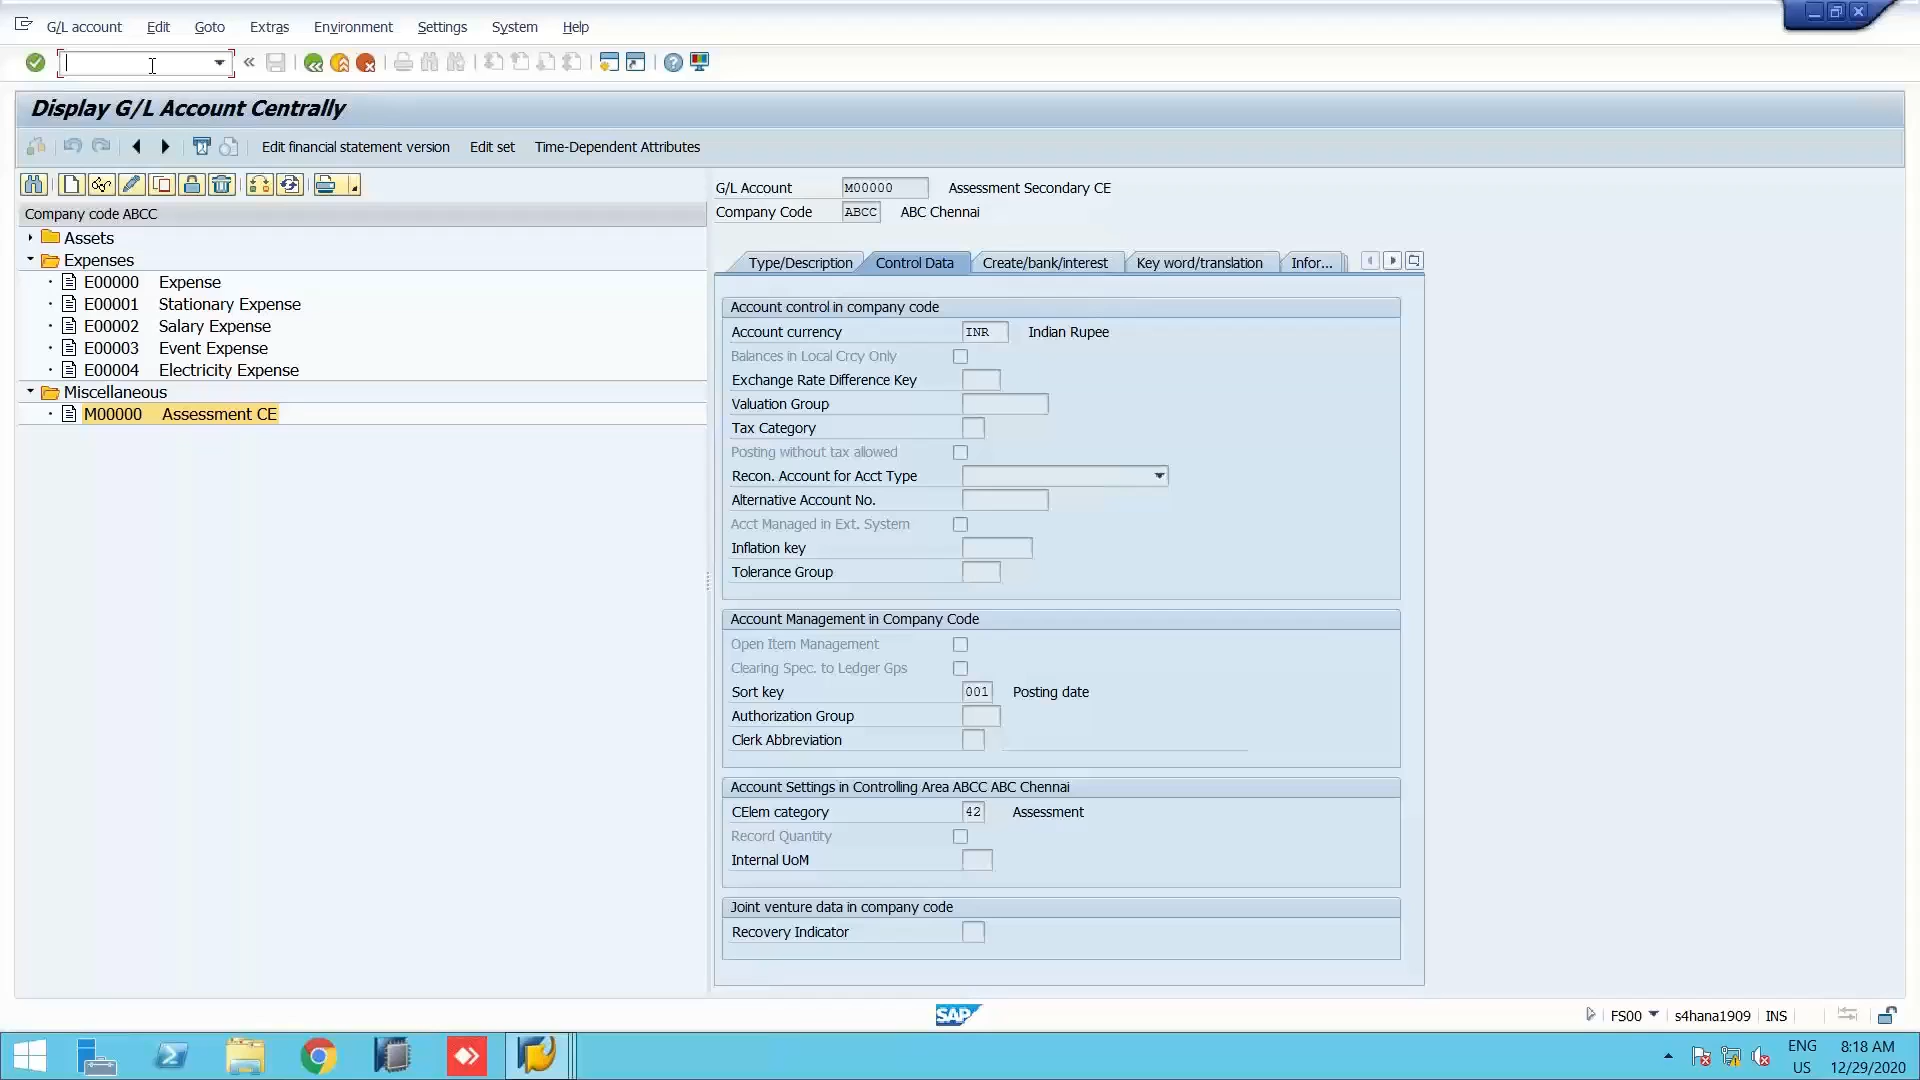 G/L account Edit Goto Extras Environment Settings System Help
Display G/L Account Centrally
Edit financial statement version Edit set Time-Dependent Attributes
Company code ABCC
Assets
Expenses
E00000 Expense
E00001 Stationary Expense
E00002 Salary Expense
E00003 Event Expense
E00004 Electricity Expense
Miscellaneous
M00000 Assessment CE
G/L Account M00000 Assessment Secondary CE
Company Code ABCC ABC Chennai
Type/Description Control Data Create/bank/interest Key word/translation Infor...
Account control in company code
Account currency INR Indian Rupee
Balances in Local Crcy Only
Exchange Rate Difference Key
Valuation Group
Tax Category
Posting without tax allowed
Recon. Account for Acct Type
Alternative Account No.
Acct Managed in Ext. System
Inflation key
Tolerance Group
Account Management in Company Code
Open Item Management
Clearing Spec. to Ledger Gps
Sort key 001 Posting date
Authorization Group
Clerk Abbreviation
Account Settings in Controlling Area ABCC ABC Chennai
CElem category 42 Assessment
Record Quantity
Internal UoM
Joint venture data in company code
Recovery Indicator
SAP
FS00 s4hana1909 INS
ENG 8:18 AM
US 12/29/2020